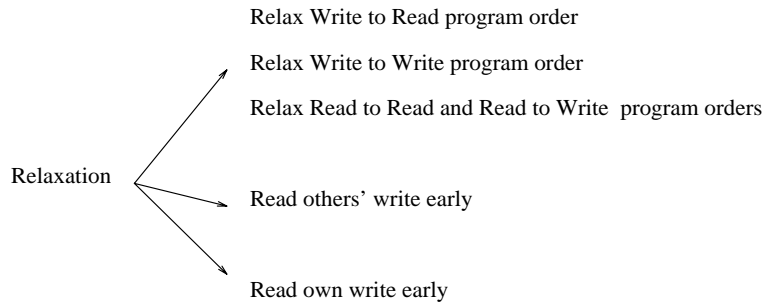 Relax Write to Read program order
Relax Write to Write program order
Relax Read to Read and Read to Write program orders
Relaxation
Read others’ write early
Read own write early